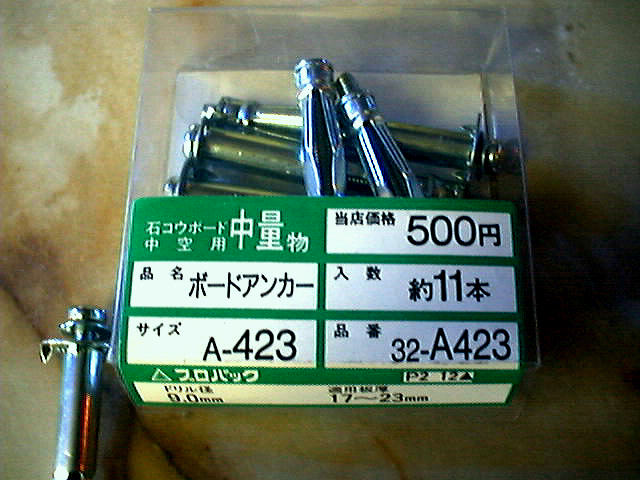 石コウボード
中空用
中量物
当店価格 500円
品名 ボードアンカー
入数 約11本
サイズ A-423
品番 32-A423
プロパック
P2 12
ドリル径 適用板厚
9.0mm 17〜23mm